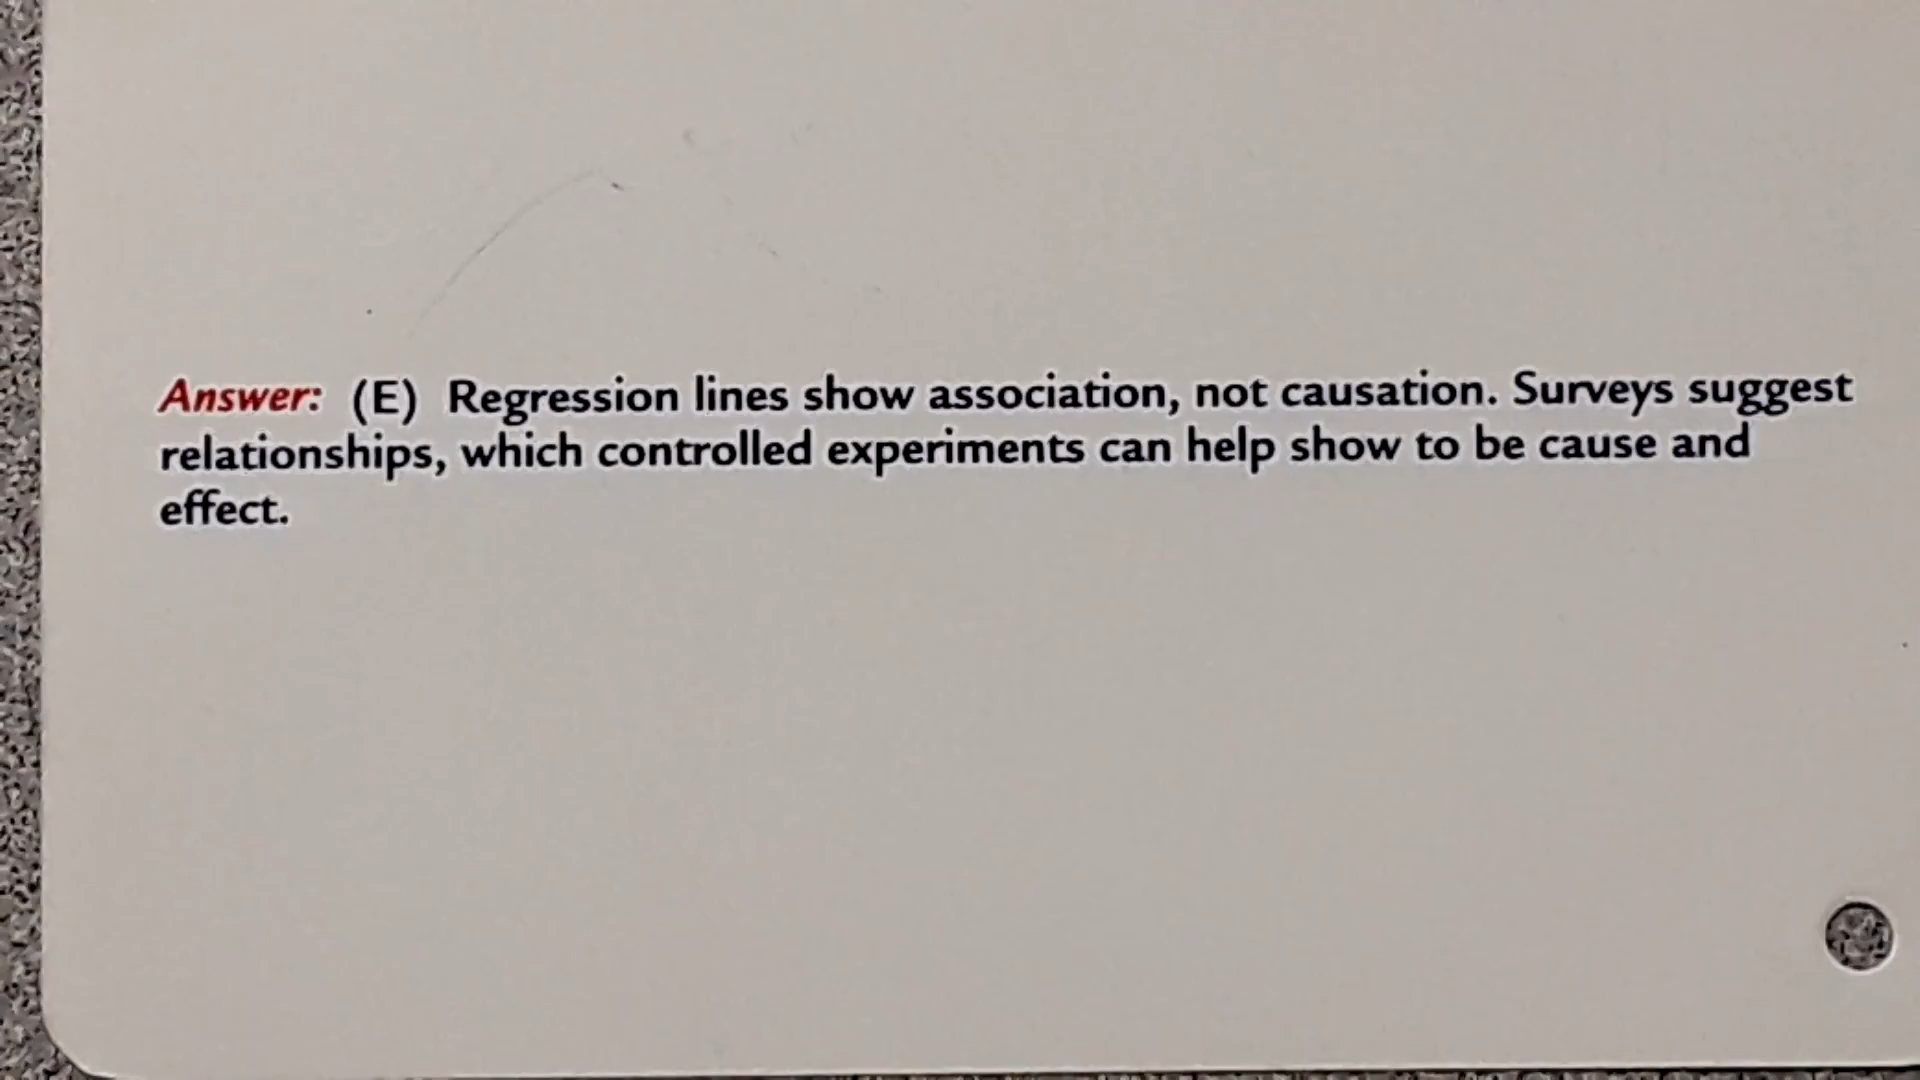 Answer: (E) Regression lines show association, not causation. Surveys suggest
relationships, which controlled experiments can help show to be cause and
effect.